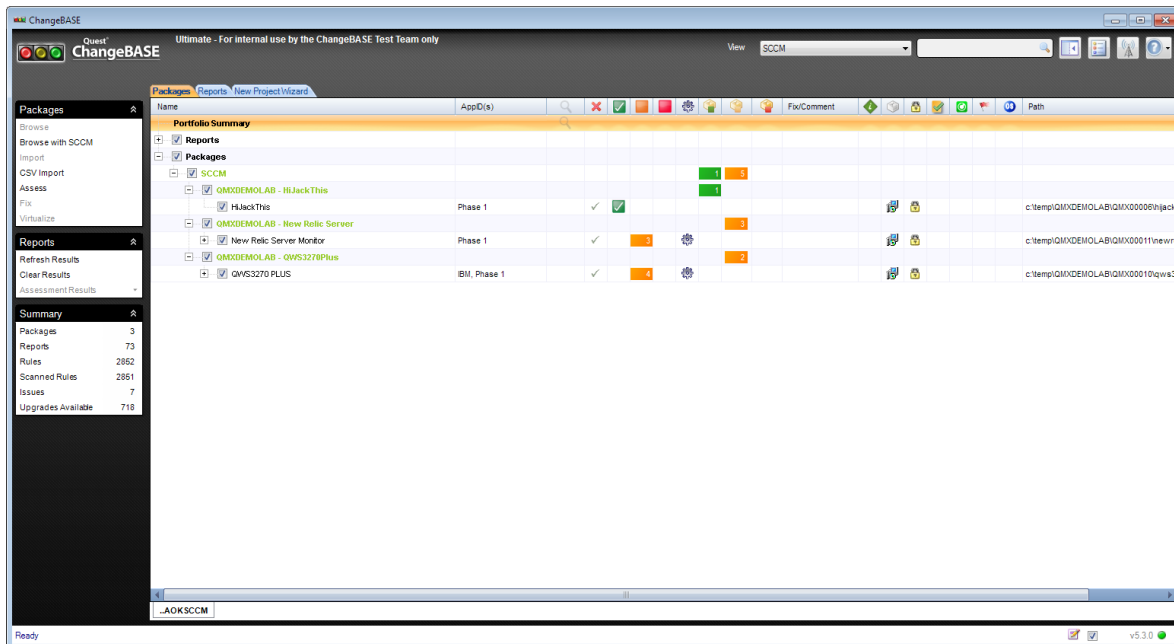 ChangeBASE
Quest
ChangeBASE
Ultimate - For internal use by the ChangeBASE Test Team only
View
SCCM
Packages
Reports
New Project Wizard
Packages
Browse
Browse with SCCM
Import
CSV Import
Assess
Fix
Virtualize
Reports
Refresh Results
Clear Results
Assessment Results
Summary
Packages 3
Reports 73
Rules 2852
Scanned Rules 2851
Issues 7
Upgrades Available 718
Name AppID(s) Fix/Comment Path
Portfolio Summary
Reports
Packages
SCCM 1 5
QMXDEMOLAB - HiJackThis 1
HiJackThis Phase 1 c:\temp\QMXDEMOLAB\QMX00006\hijack
QMXDEMOLAB - New Relic Server 3
New Relic Server Monitor Phase 1 3 c:\temp\QMXDEMOLAB\QMX00011\newr
QMXDEMOLAB - QWS3270Plus 2
QWS3270 PLUS IBM, Phase 1 4 c:\temp\QMXDEMOLAB\QMX00010\qws3
..AOKSCCM
Ready
v5.3.0